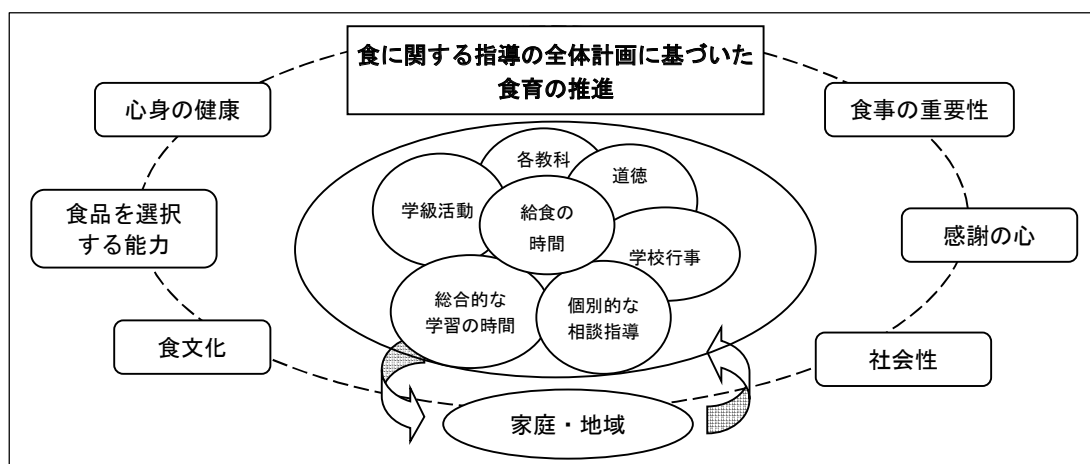 食に関する指導の全体計画に基づいた
食育の推進
心身の健康
食事の重要性
各教科
道徳
学級活動
給食の
時間
食品を選択
する能力
感謝の心
学校行事
総合的な
学習の時間
個別的な
相談指導
食文化
社会性
家庭・地域